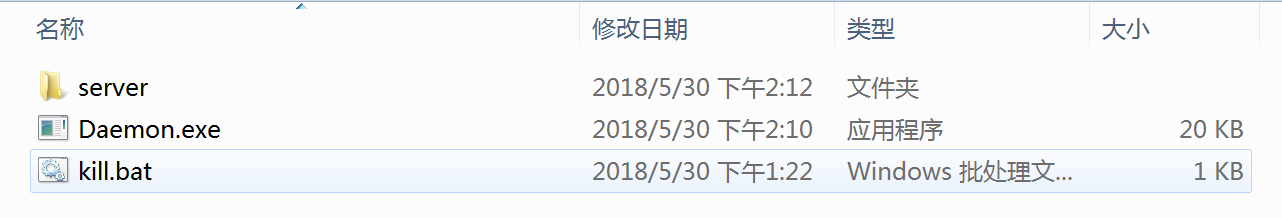 名称 修改日期 类型 大小
server 2018/5/30 下午2:12 文件夹
Daemon.exe 2018/5/30 下午2:10 应用程序 20 KB
kill.bat 2018/5/30 下午1:22 Windows 批处理文... 1 KB